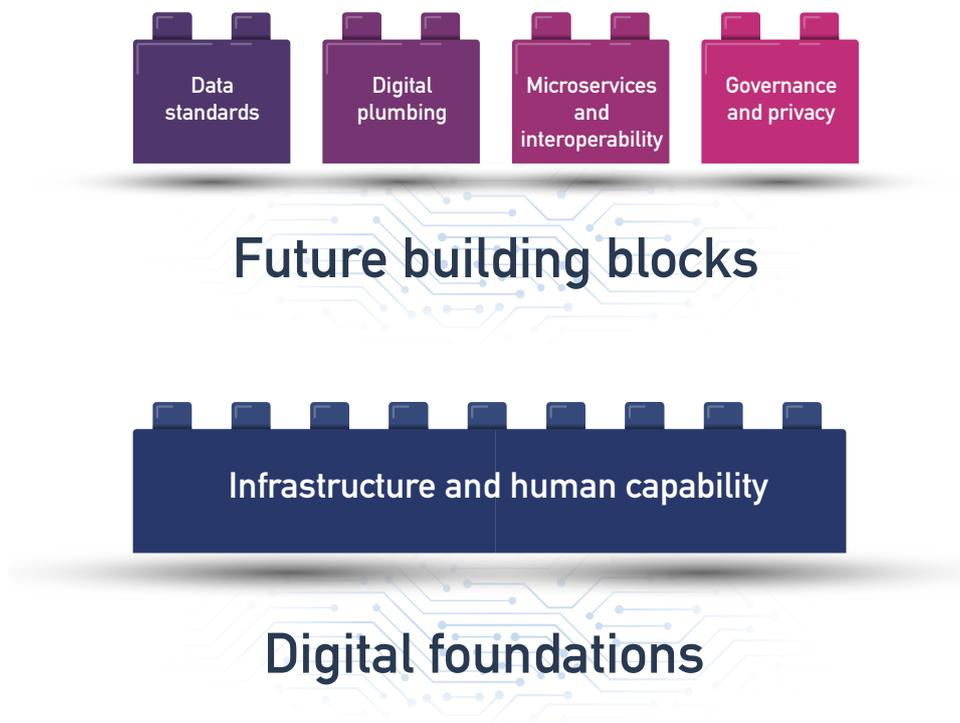 Data
standards
Digital
plumbing
Microservices
and
interoperability
Governance
and privacy
Future building blocks
Infrastructure and human capability
Digital foundations